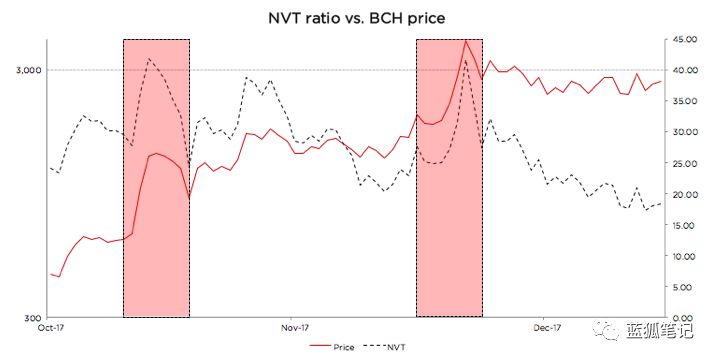 NVT ratio vs. BCH price
3,000
300
45.00
40.00
35.00
30.00
25.00
20.00
15.00
10.00
5.00
0.00
Oct-17
Nov-17
Dec-17
Price
NVT
蓝狐笔记